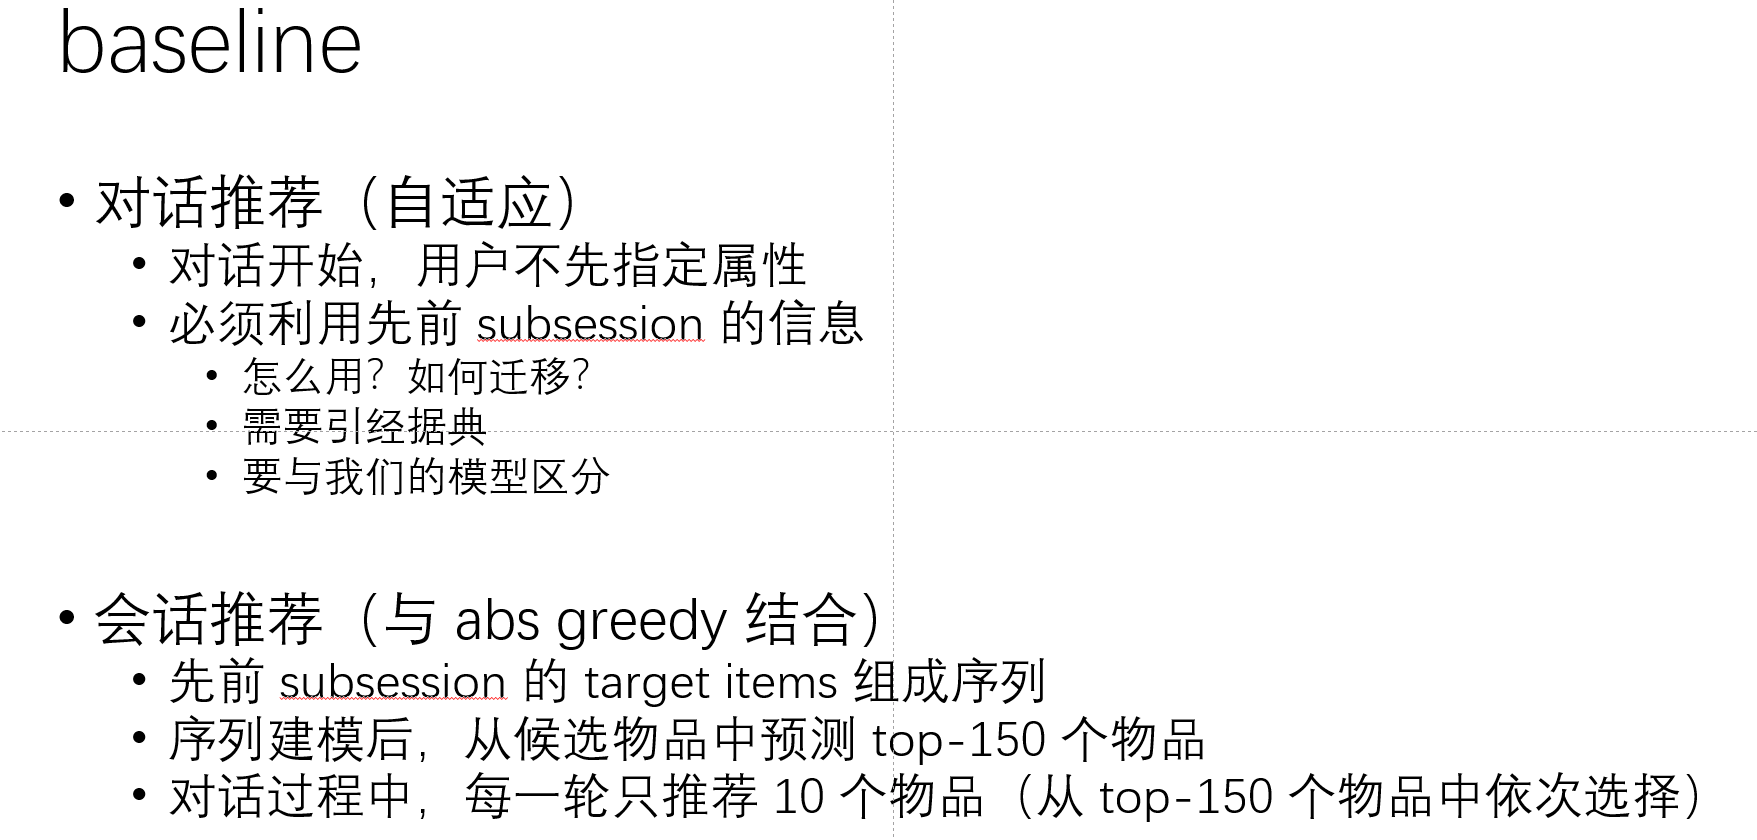 baseline
• 对话推荐（自适应）
• 对话开始，用户不先指定属性
• 必须利用先前 subsession 的信息
• 怎么用？如何迁移？
• 需要引经据典
• 要与我们的模型区分
• 会话推荐（与 abs greedy 结合）
• 先前 subsession 的 target items 组成序列
• 序列建模后，从候选物品中预测 top-150 个物品
• 对话过程中，每一轮只推荐 10 个物品（从 top-150 个物品中依次选择）